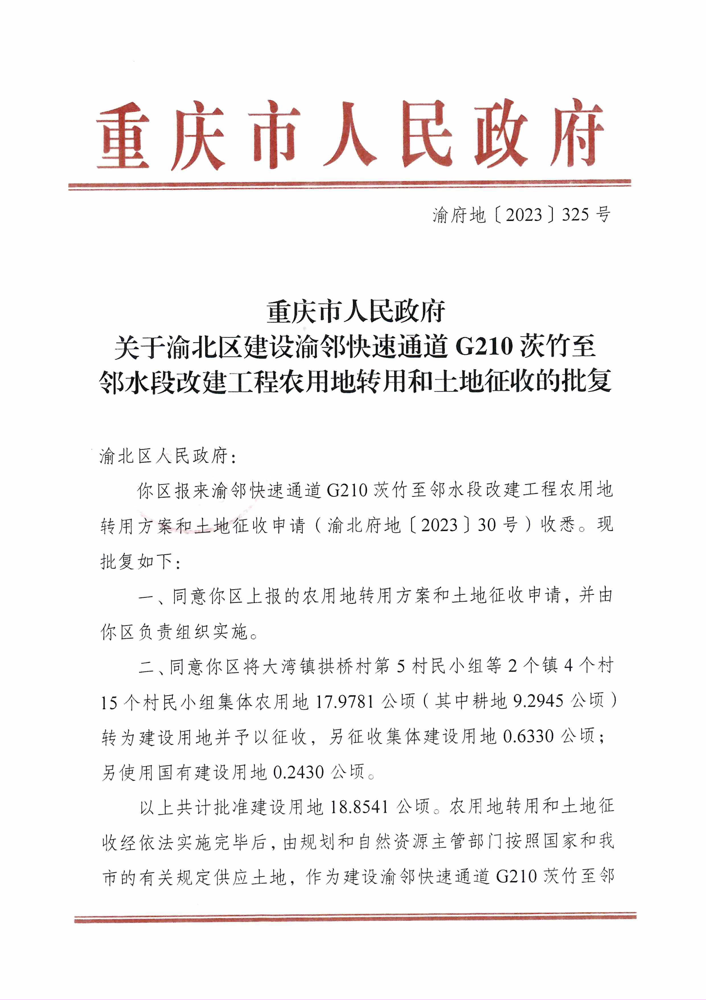 重庆市人民政府
渝府地〔2023〕325号
重庆市人民政府
关于渝北区建设渝邻快速通道G210茨竹至
邻水段改建工程农用地转用和土地征收的批复
渝北区人民政府：
你区报来渝邻快速通道G210茨竹至邻水段改建工程农用地
转用方案和土地征收申请（渝北府地〔2023〕30号）收悉。现
批复如下：
一、同意你区上报的农用地转用方案和土地征收申请，并由
你区负责组织实施。
二、同意你区将大湾镇拱桥村第5村民小组等2个镇4个村
15个村民小组集体农用地17.9781公顷（其中耕地9.2945公顷）
转为建设用地并予以征收，另征收集体建设用地0.6330公顷；
另使用国有建设用地0.2430公顷。
以上共计批准建设用地18.8541公顷。农用地转用和土地征
收经依法实施完毕后，由规划和自然资源主管部门按照国家和我
市的有关规定供应土地，作为建设渝邻快速通道G210茨竹至邻